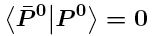 ⟨P̄⁰|P⁰⟩ = 0